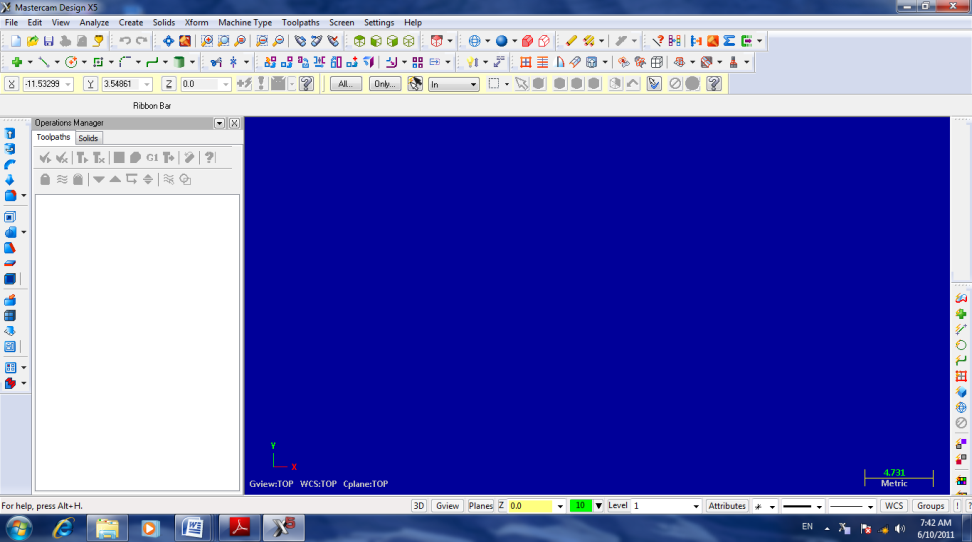 Mastercam Design X5
File Edit View Analyze Create Solids Xform Machine Type Toolpaths Screen Settings Help
X -11.53299 Y 3.54861 Z 0.0 All... Only... In
Ribbon Bar
Operations Manager
Toolpaths Solids
G1
Y
X
Gview:TOP WCS:TOP Cplane:TOP
4.731
Metric
For help, press Alt+H.
3D Gview Planes Z 0.0 10 Level 1 Attributes WCS Groups ! ?
EN
7:42 AM
6/10/2011